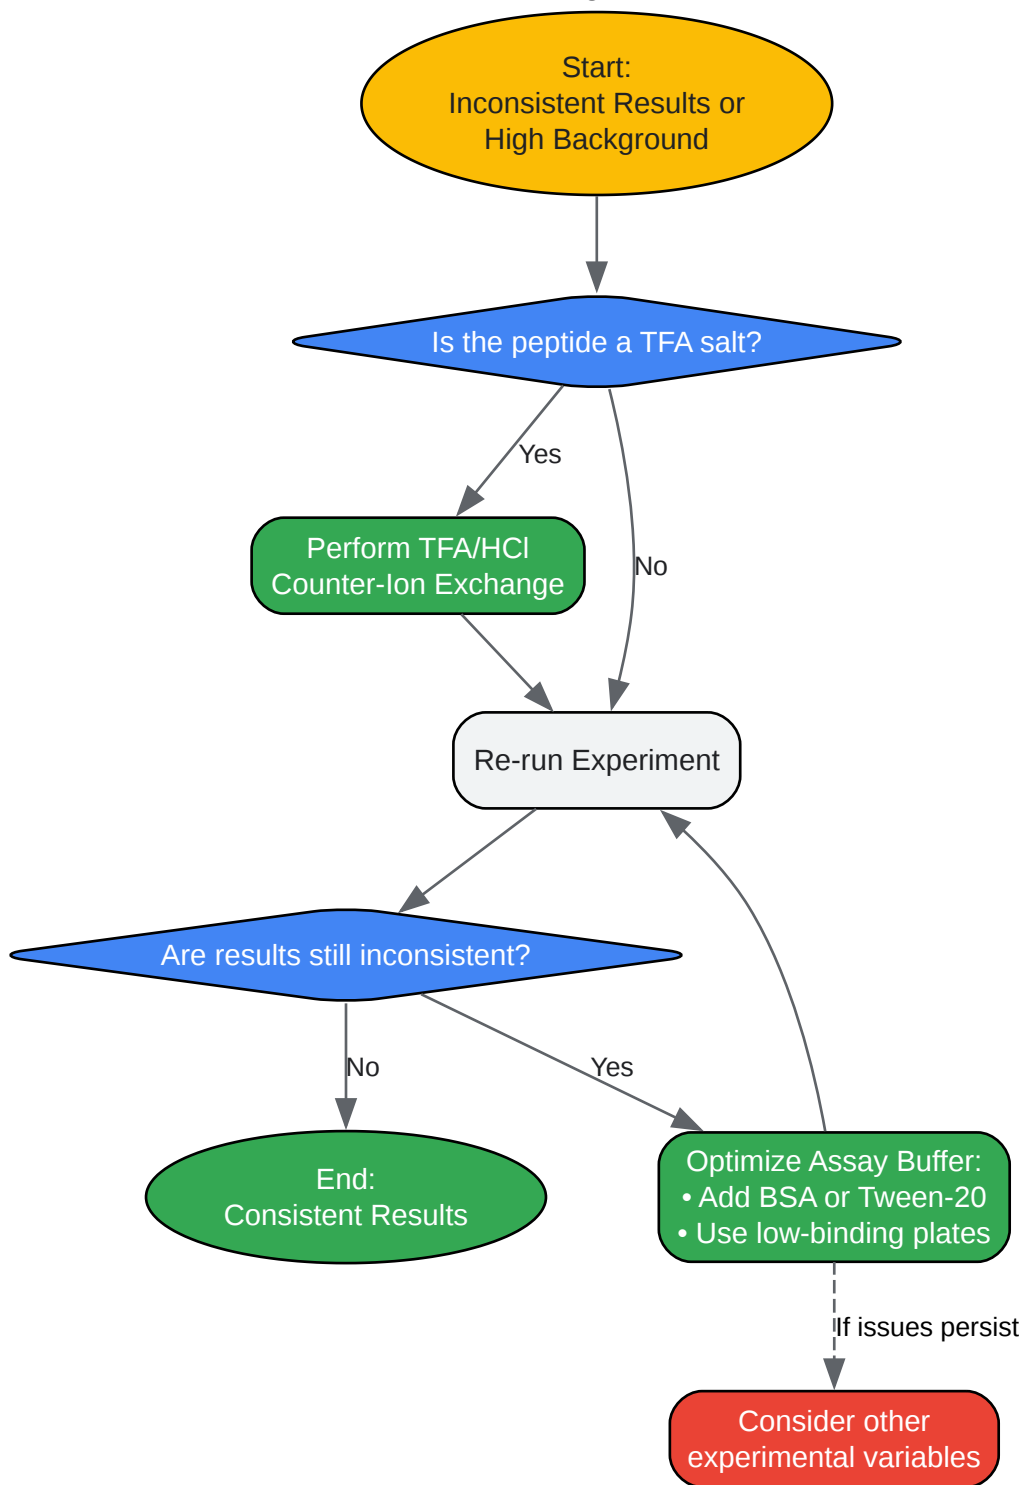 Start:
Inconsistent Results or
High Background
Is the peptide a TFA salt?
Yes
Perform TFA/HCl
Counter-Ion Exchange
No
Re-run Experiment
Are results still inconsistent?
No
Yes
End:
Consistent Results
Optimize Assay Buffer:
• Add BSA or Tween-20
• Use low-binding plates
If issues persist
Consider other
experimental variables